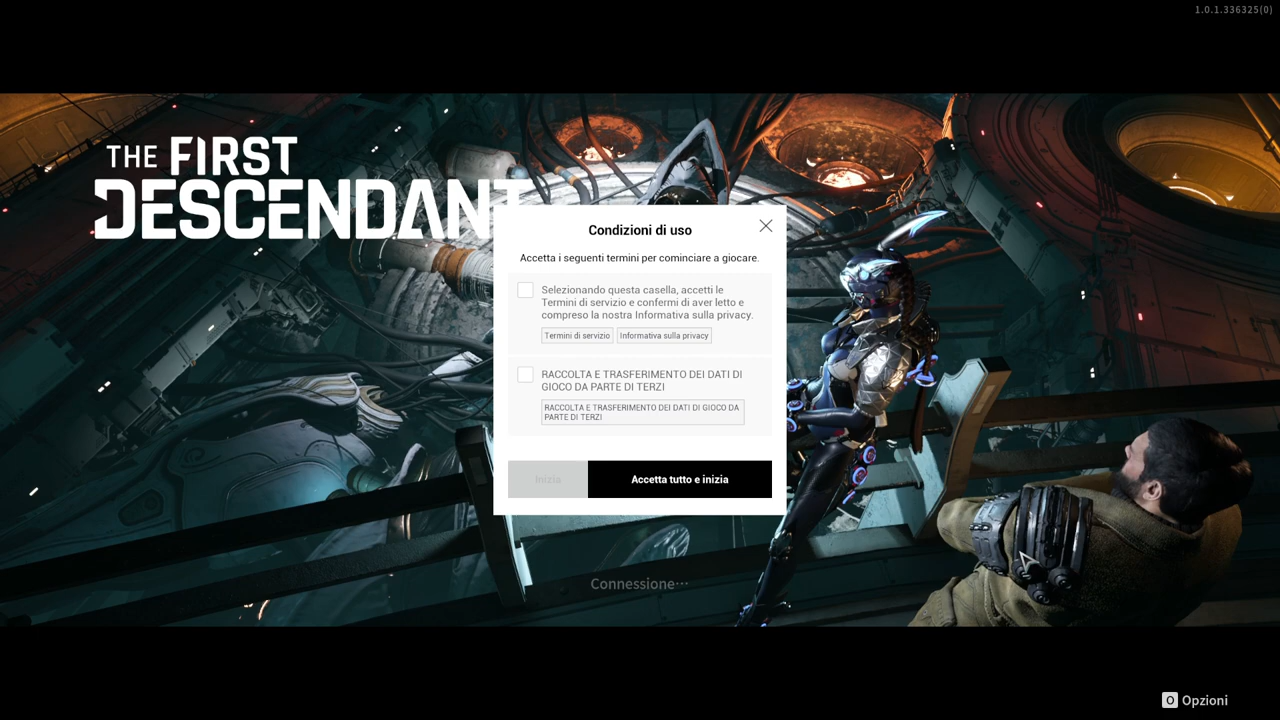 1.0.1.336325(0)
THE FIRST
DESCENDANT
Condizioni di uso
Accetta i seguenti termini per cominciare a giocare.
Selezionando questa casella, accetti le
Termini di servizio e confermi di aver letto e
compreso la nostra Informativa sulla privacy.
Termini di servizio Informativa sulla privacy
RACCOLTA E TRASFERIMENTO DEI DATI DI
GIOCO DA PARTE DI TERZI
RACCOLTA E TRASFERIMENTO DEI DATI DI GIOCO DA
PARTE DI TERZI
Inizia Accetta tutto e inizia
Connessione···
O Opzioni